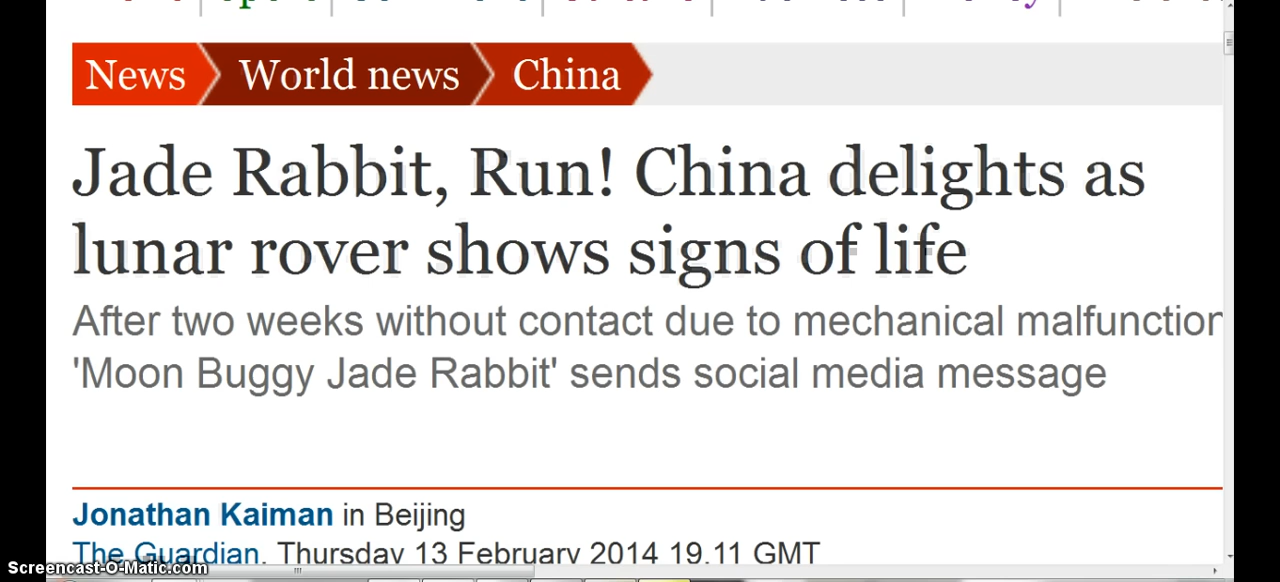 News World news China
Jade Rabbit, Run! China delights as
lunar rover shows signs of life
After two weeks without contact due to mechanical malfunction
'Moon Buggy Jade Rabbit' sends social media message
Jonathan Kaiman in Beijing
The Guardian, Thursday 13 February 2014 19.11 GMT
Screencast-O-Matic.com